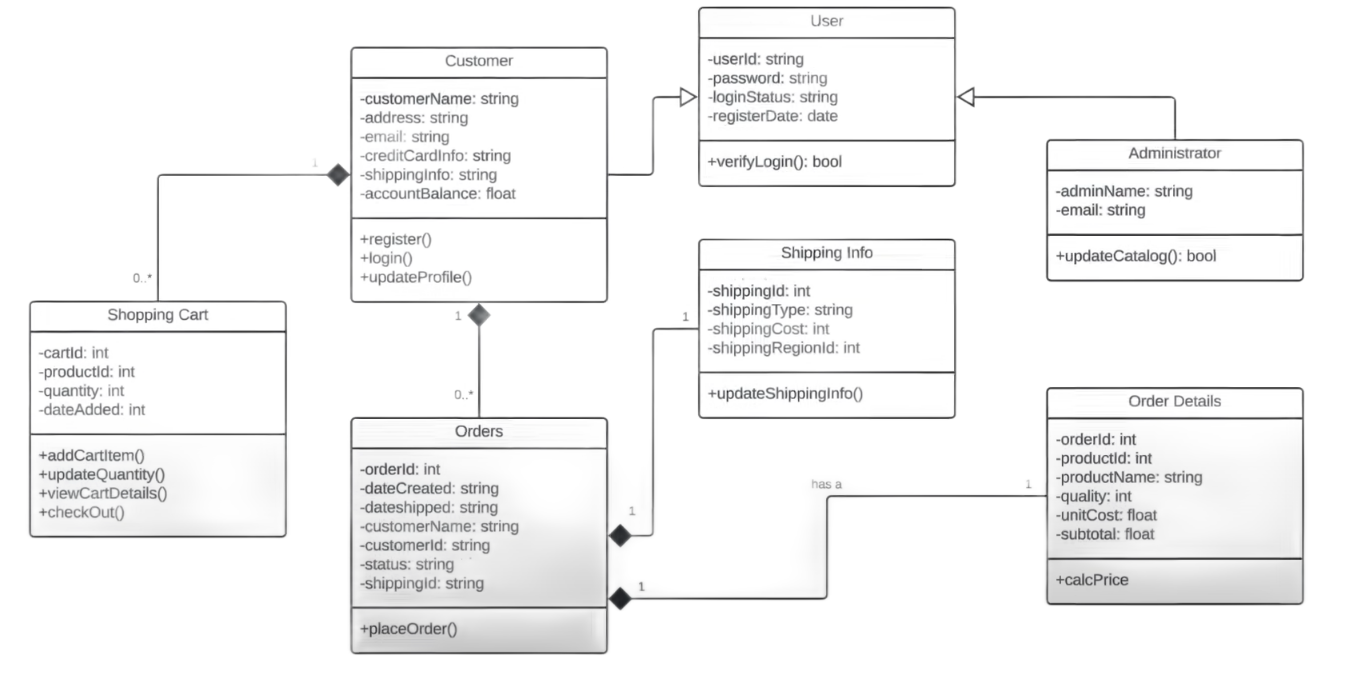 User
-userId: string
-password: string
-loginStatus: string
-registerDate: date
+verifyLogin(): bool
Customer
-customerName: string
-address: string
-email: string
-creditCardInfo: string
-shippingInfo: string
-accountBalance: float
+register()
+login()
+updateProfile()
Administrator
-adminName: string
-email: string
+updateCatalog(): bool
1
0..*
Shopping Cart
-cartId: int
-productId: int
-quantity: int
-dateAdded: int
+addCartItem()
+updateQuantity()
+viewCartDetails()
+checkOut()
Shipping Info
-shippingId: int
-shippingType: string
-shippingCost: int
-shippingRegionId: int
+updateShippingInfo()
1
0..*
1
1
Orders
-orderId: int
-dateCreated: string
-dateshipped: string
-customerName: string
-customerId: string
-status: string
-shippingId: string
+placeOrder()
1
has a
1
Order Details
-orderId: int
-productId: int
-productName: string
-quality: int
-unitCost: float
-subtotal: float
+calcPrice